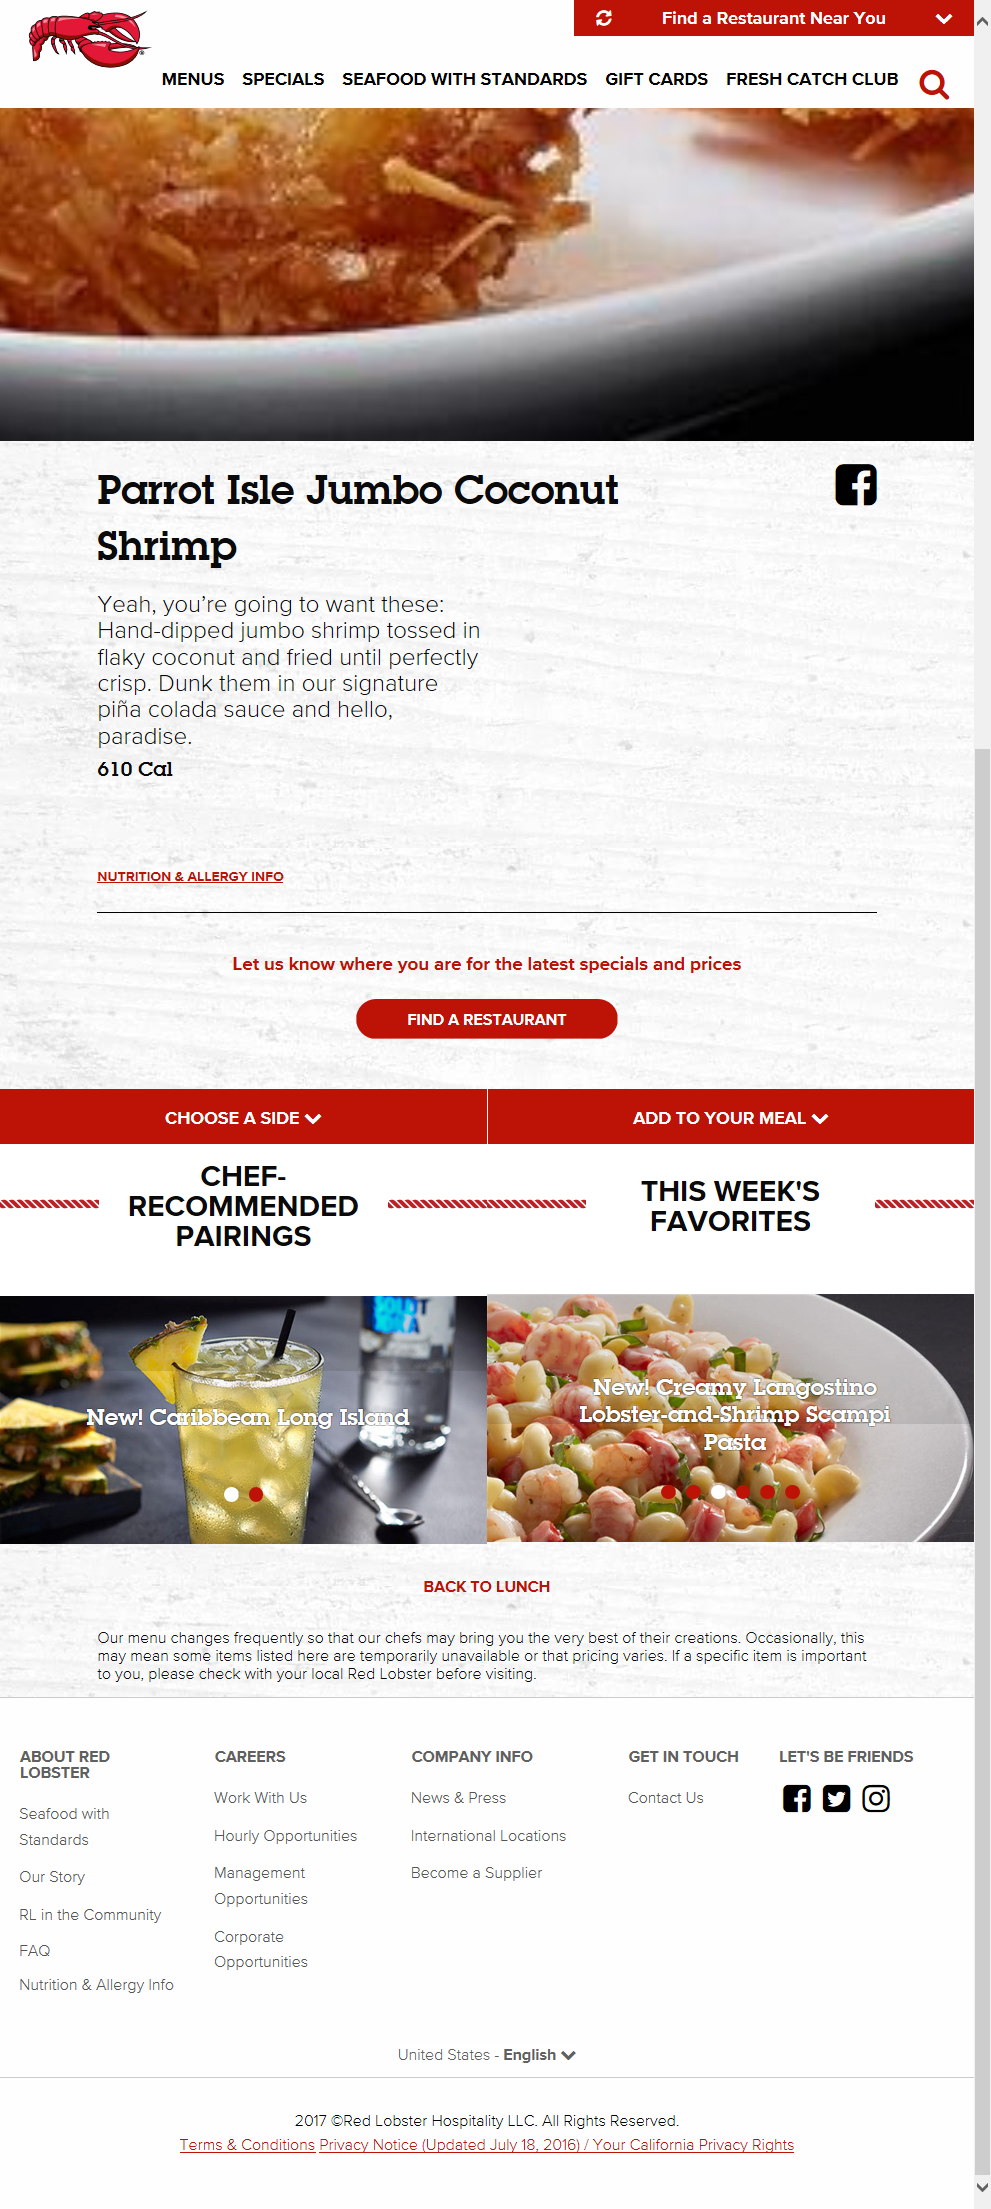 Find a Restaurant Near You
MENUS SPECIALS SEAFOOD WITH STANDARDS GIFT CARDS FRESH CATCH CLUB
Parrot Isle Jumbo Coconut
Shrimp
Yeah, you’re going to want these:
Hand-dipped jumbo shrimp tossed in
flaky coconut and fried until perfectly
crisp. Dunk them in our signature
piña colada sauce and hello,
paradise.
610 Cal
NUTRITION & ALLERGY INFO
Let us know where you are for the latest specials and prices
FIND A RESTAURANT
CHOOSE A SIDE
ADD TO YOUR MEAL
CHEF-
RECOMMENDED
PAIRINGS
THIS WEEK'S
FAVORITES
New! Caribbean Long Island
New! Creamy Langostino
Lobster-and-Shrimp Scampi
Pasta
BACK TO LUNCH
Our menu changes frequently so that our chefs may bring you the very best of their creations. Occasionally, this
may mean some items listed here are temporarily unavailable or that pricing varies. If a specific item is important
to you, please check with your local Red Lobster before visiting.
ABOUT RED
LOBSTER
Seafood with
Standards
Our Story
RL in the Community
FAQ
Nutrition & Allergy Info
CAREERS
Work With Us
Hourly Opportunities
Management
Opportunities
Corporate
Opportunities
COMPANY INFO
News & Press
International Locations
Become a Supplier
GET IN TOUCH
Contact Us
LET'S BE FRIENDS
United States - English
2017 ©Red Lobster Hospitality LLC. All Rights Reserved.
Terms & Conditions Privacy Notice (Updated July 18, 2016) / Your California Privacy Rights